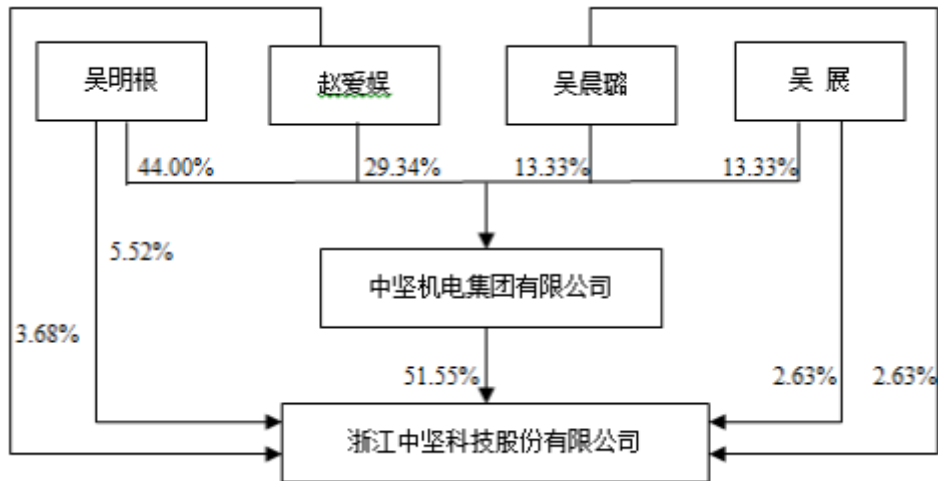 吴明根
赵爱娱
吴晨璐
吴 展
44.00%
29.34%
13.33%
13.33%
5.52%
中坚机电集团有限公司
3.68%
51.55%
2.63%
2.63%
浙江中坚科技股份有限公司